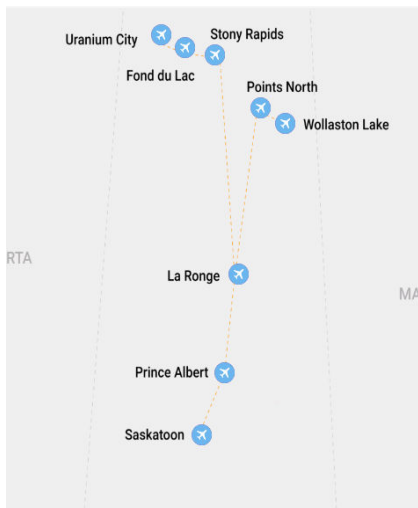 Uranium City
Stony Rapids
Fond du Lac
Points North
Wollaston Lake
RTA
La Ronge
MA
Prince Albert
Saskatoon